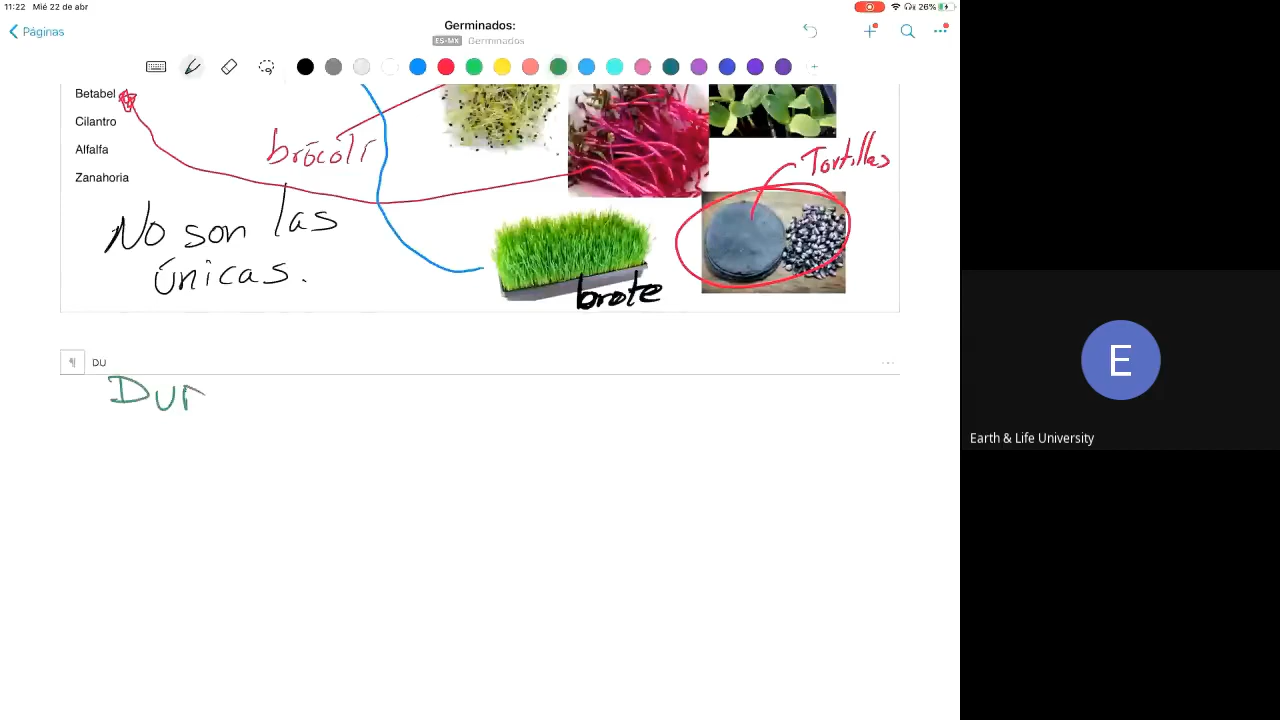 11:22 Mié 22 de abr
26%
Páginas
Germinados:
ES-MX Germinados
Betabel
Cilantro
Alfalfa
Zanahoria
brócoli
Tortillas
No son las
únicas.
brote
¶ DU
Dur
E
Earth & Life University